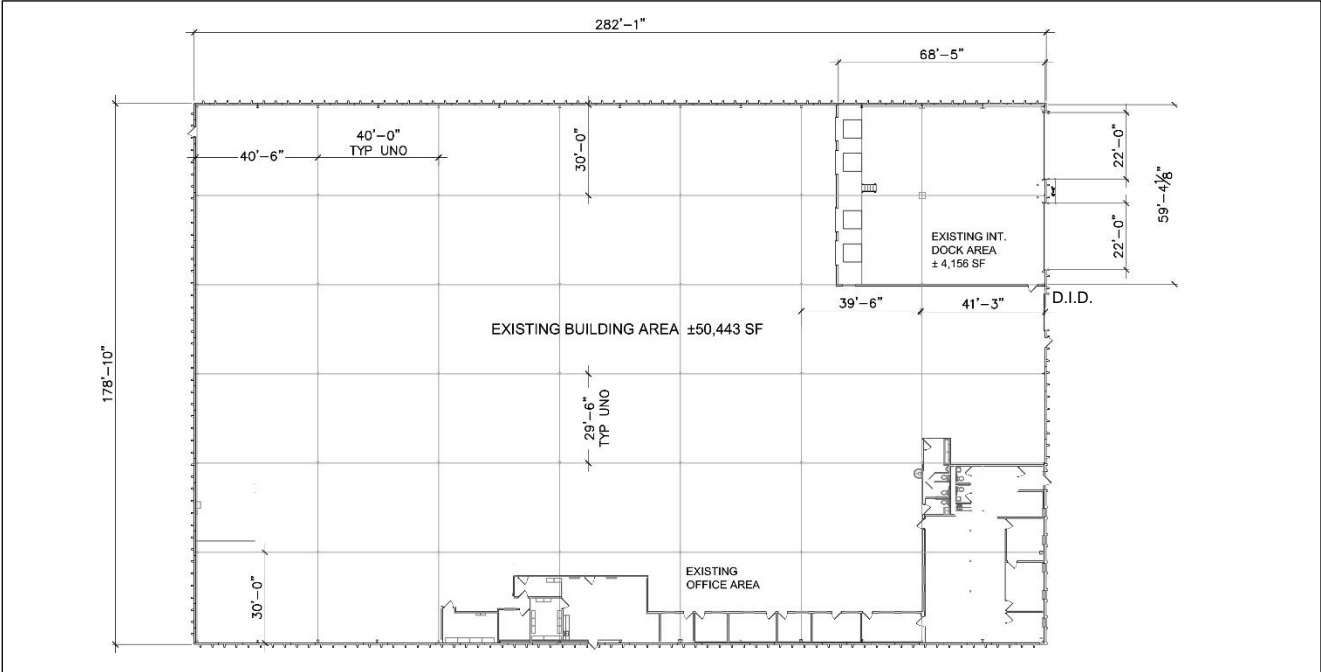 282'-1"
68'-5"
40'-6"
40'-0"
TYP UNO
30'-0"
22'-0"
59'-4⅛"
22'-0"
EXISTING INT.
DOCK AREA
± 4,156 SF
39'-6"
41'-3"
D.I.D.
EXISTING BUILDING AREA ±50,443 SF
178'-10"
29'-6"
TYP UNO
EXISTING
OFFICE AREA
30'-0"